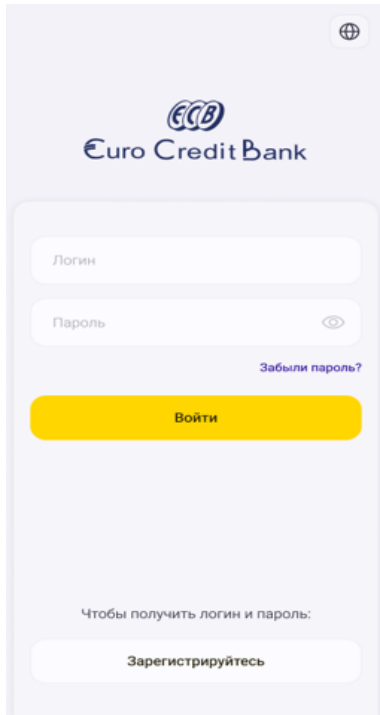 ECB
Euro Credit Bank
Логин
Пароль
Забыли пароль?
Войти
Чтобы получить логин и пароль:
Зарегистрируйтесь